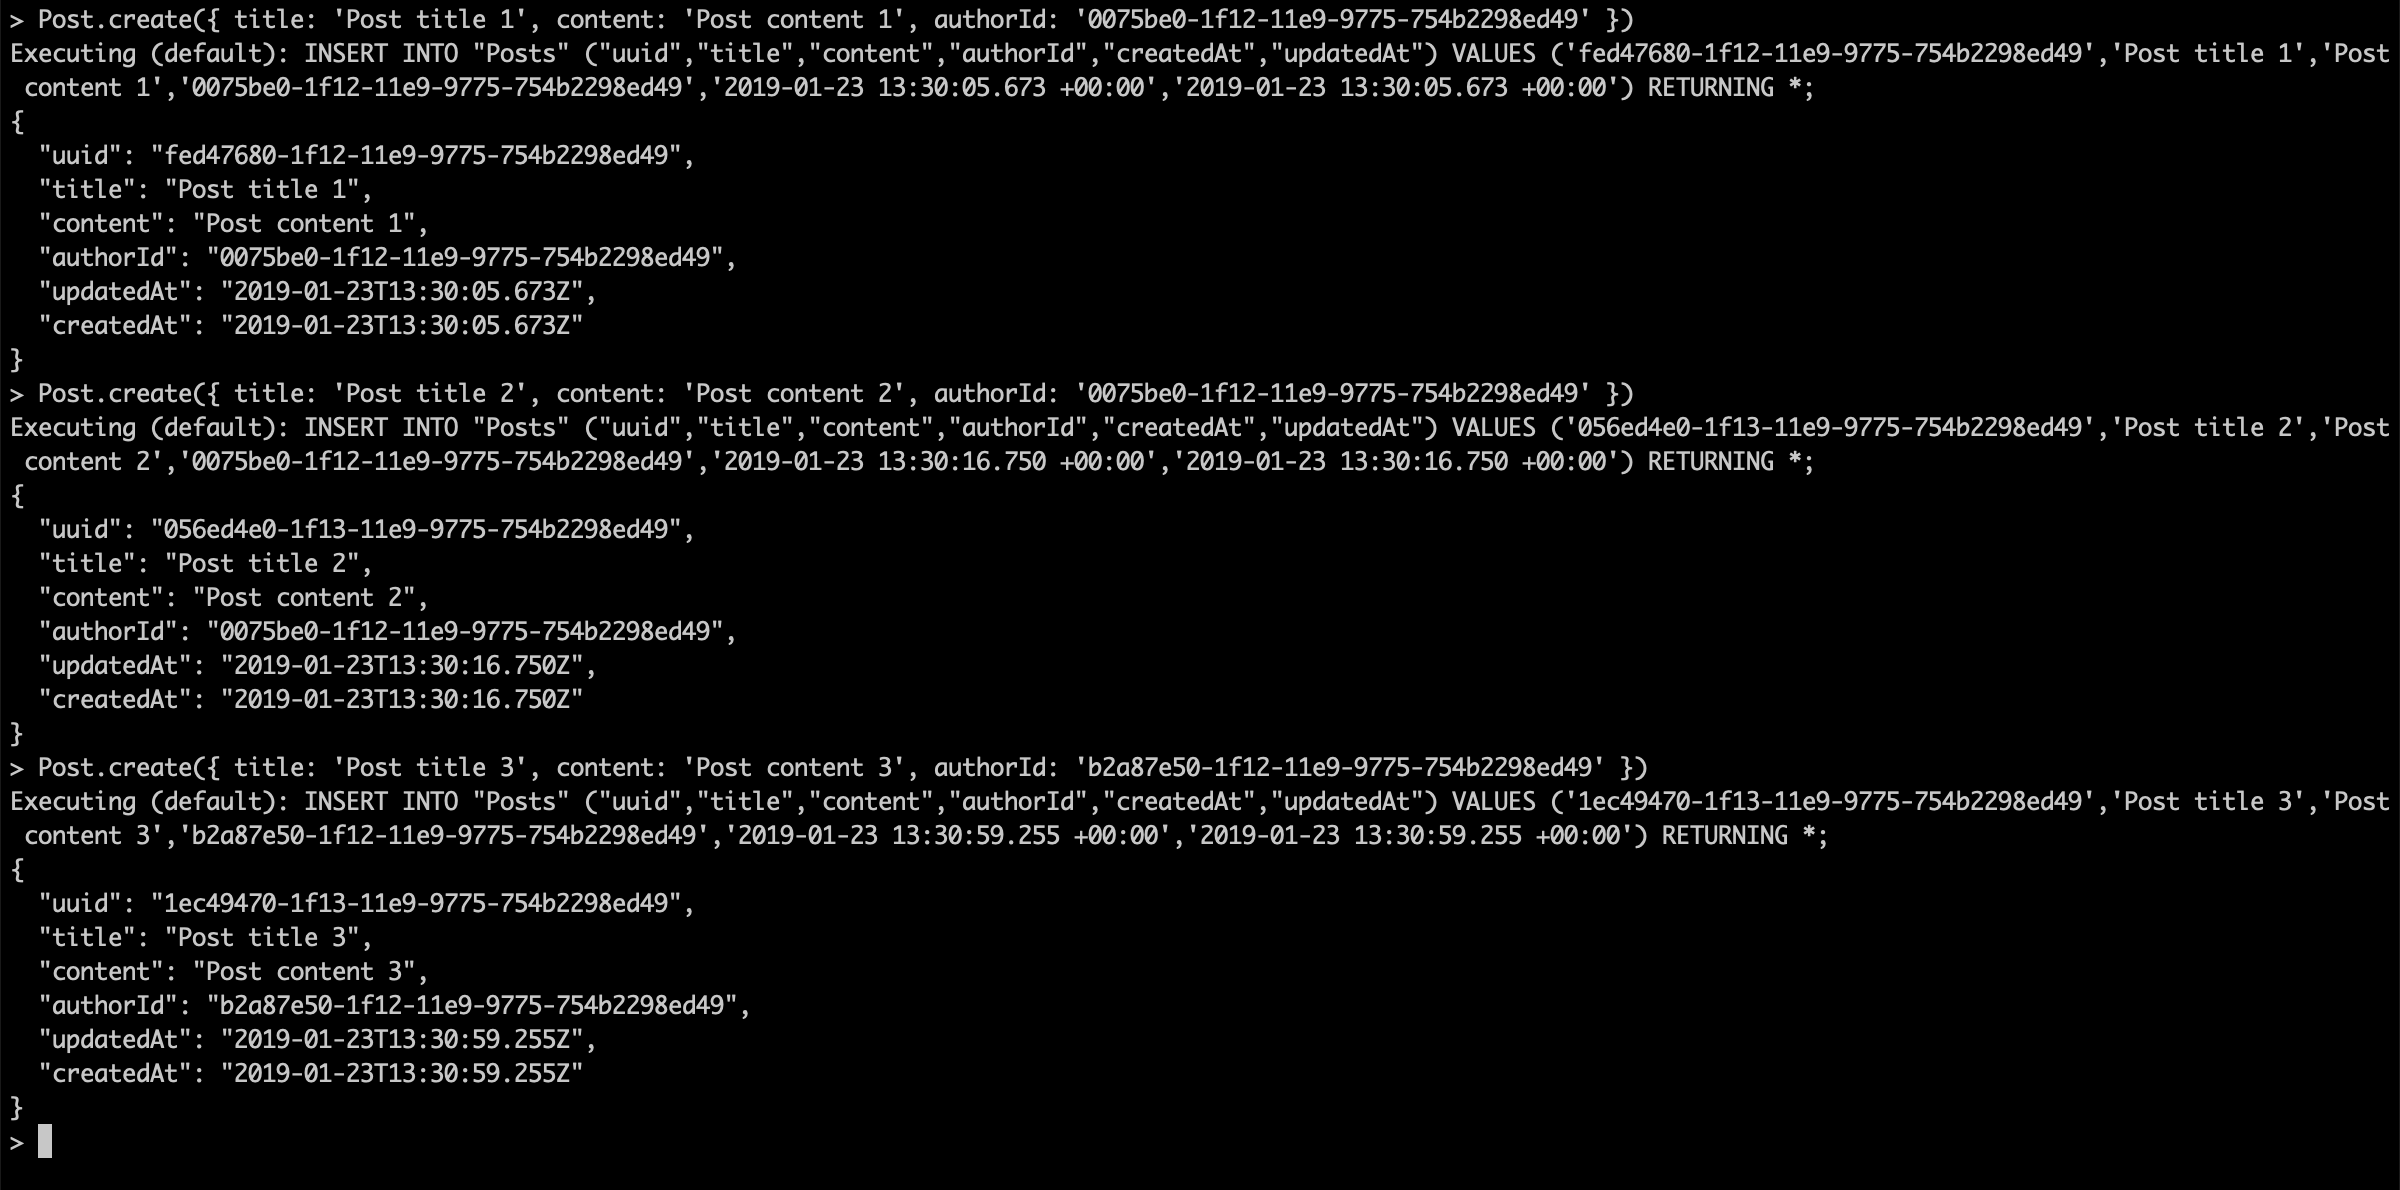 > Post.create({ title: 'Post title 1', content: 'Post content 1', authorId: '0075be0-1f12-11e9-9775-754b2298ed49' })
Executing (default): INSERT INTO "Posts" ("uuid","title","content","authorId","createdAt","updatedAt") VALUES ('fed47680-1f12-11e9-9775-754b2298ed49','Post title 1','Post
content 1','0075be0-1f12-11e9-9775-754b2298ed49','2019-01-23 13:30:05.673 +00:00','2019-01-23 13:30:05.673 +00:00') RETURNING *;
{
  "uuid": "fed47680-1f12-11e9-9775-754b2298ed49",
  "title": "Post title 1",
  "content": "Post content 1",
  "authorId": "0075be0-1f12-11e9-9775-754b2298ed49",
  "updatedAt": "2019-01-23T13:30:05.673Z",
  "createdAt": "2019-01-23T13:30:05.673Z"
}
> Post.create({ title: 'Post title 2', content: 'Post content 2', authorId: '0075be0-1f12-11e9-9775-754b2298ed49' })
Executing (default): INSERT INTO "Posts" ("uuid","title","content","authorId","createdAt","updatedAt") VALUES ('056ed4e0-1f13-11e9-9775-754b2298ed49','Post title 2','Post
content 2','0075be0-1f12-11e9-9775-754b2298ed49','2019-01-23 13:30:16.750 +00:00','2019-01-23 13:30:16.750 +00:00') RETURNING *;
{
  "uuid": "056ed4e0-1f13-11e9-9775-754b2298ed49",
  "title": "Post title 2",
  "content": "Post content 2",
  "authorId": "0075be0-1f12-11e9-9775-754b2298ed49",
  "updatedAt": "2019-01-23T13:30:16.750Z",
  "createdAt": "2019-01-23T13:30:16.750Z"
}
> Post.create({ title: 'Post title 3', content: 'Post content 3', authorId: 'b2a87e50-1f12-11e9-9775-754b2298ed49' })
Executing (default): INSERT INTO "Posts" ("uuid","title","content","authorId","createdAt","updatedAt") VALUES ('1ec49470-1f13-11e9-9775-754b2298ed49','Post title 3','Post
content 3','b2a87e50-1f12-11e9-9775-754b2298ed49','2019-01-23 13:30:59.255 +00:00','2019-01-23 13:30:59.255 +00:00') RETURNING *;
{
  "uuid": "1ec49470-1f13-11e9-9775-754b2298ed49",
  "title": "Post title 3",
  "content": "Post content 3",
  "authorId": "b2a87e50-1f12-11e9-9775-754b2298ed49",
  "updatedAt": "2019-01-23T13:30:59.255Z",
  "createdAt": "2019-01-23T13:30:59.255Z"
}
>